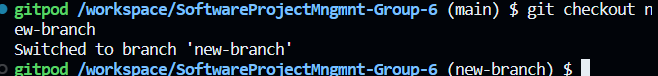 gitpod /workspace/SoftwareProjectMngmnt-Group-6 (main) $ git checkout n
ew-branch
Switched to branch 'new-branch'
gitpod /workspace/SoftwareProjectMngmnt-Group-6 (new-branch) $